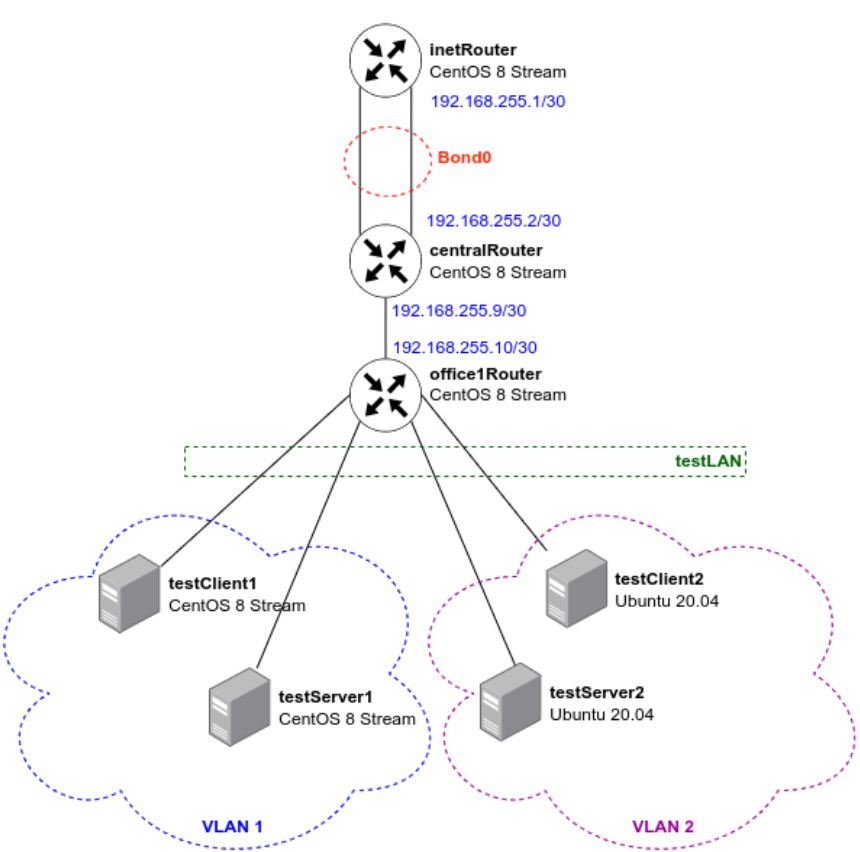 inetRouter
CentOS 8 Stream
192.168.255.1/30
Bond0
192.168.255.2/30
centralRouter
CentOS 8 Stream
192.168.255.9/30
192.168.255.10/30
office1Router
CentOS 8 Stream
testLAN
testClient1
CentOS 8 Stream
testClient2
Ubuntu 20.04
testServer1
CentOS 8 Stream
testServer2
Ubuntu 20.04
VLAN 1
VLAN 2